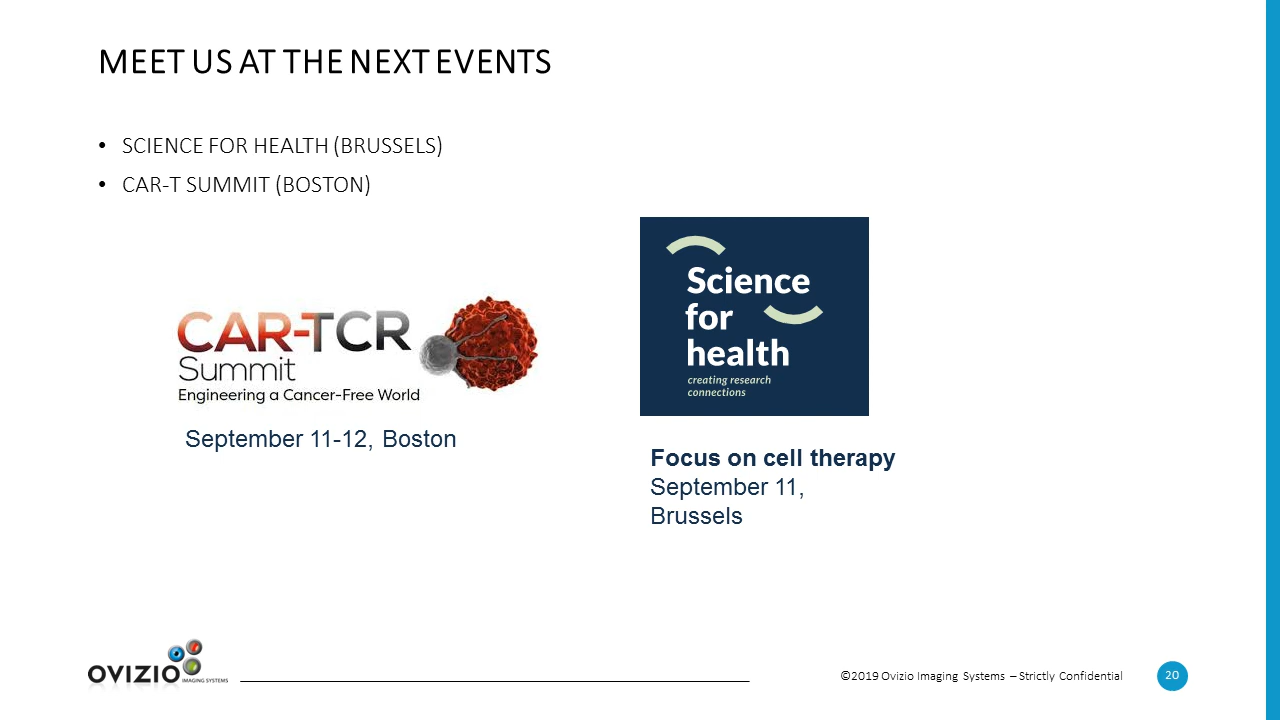 MEET US AT THE NEXT EVENTS
• SCIENCE FOR HEALTH (BRUSSELS)
• CAR-T SUMMIT (BOSTON)
CAR-TCR
Summit
Engineering a Cancer-Free World
September 11-12, Boston
Science
for
health
creating research
connections
Focus on cell therapy
September 11,
Brussels
OVIZIO
IMAGING SYSTEMS
©2019 Ovizio Imaging Systems – Strictly Confidential
20